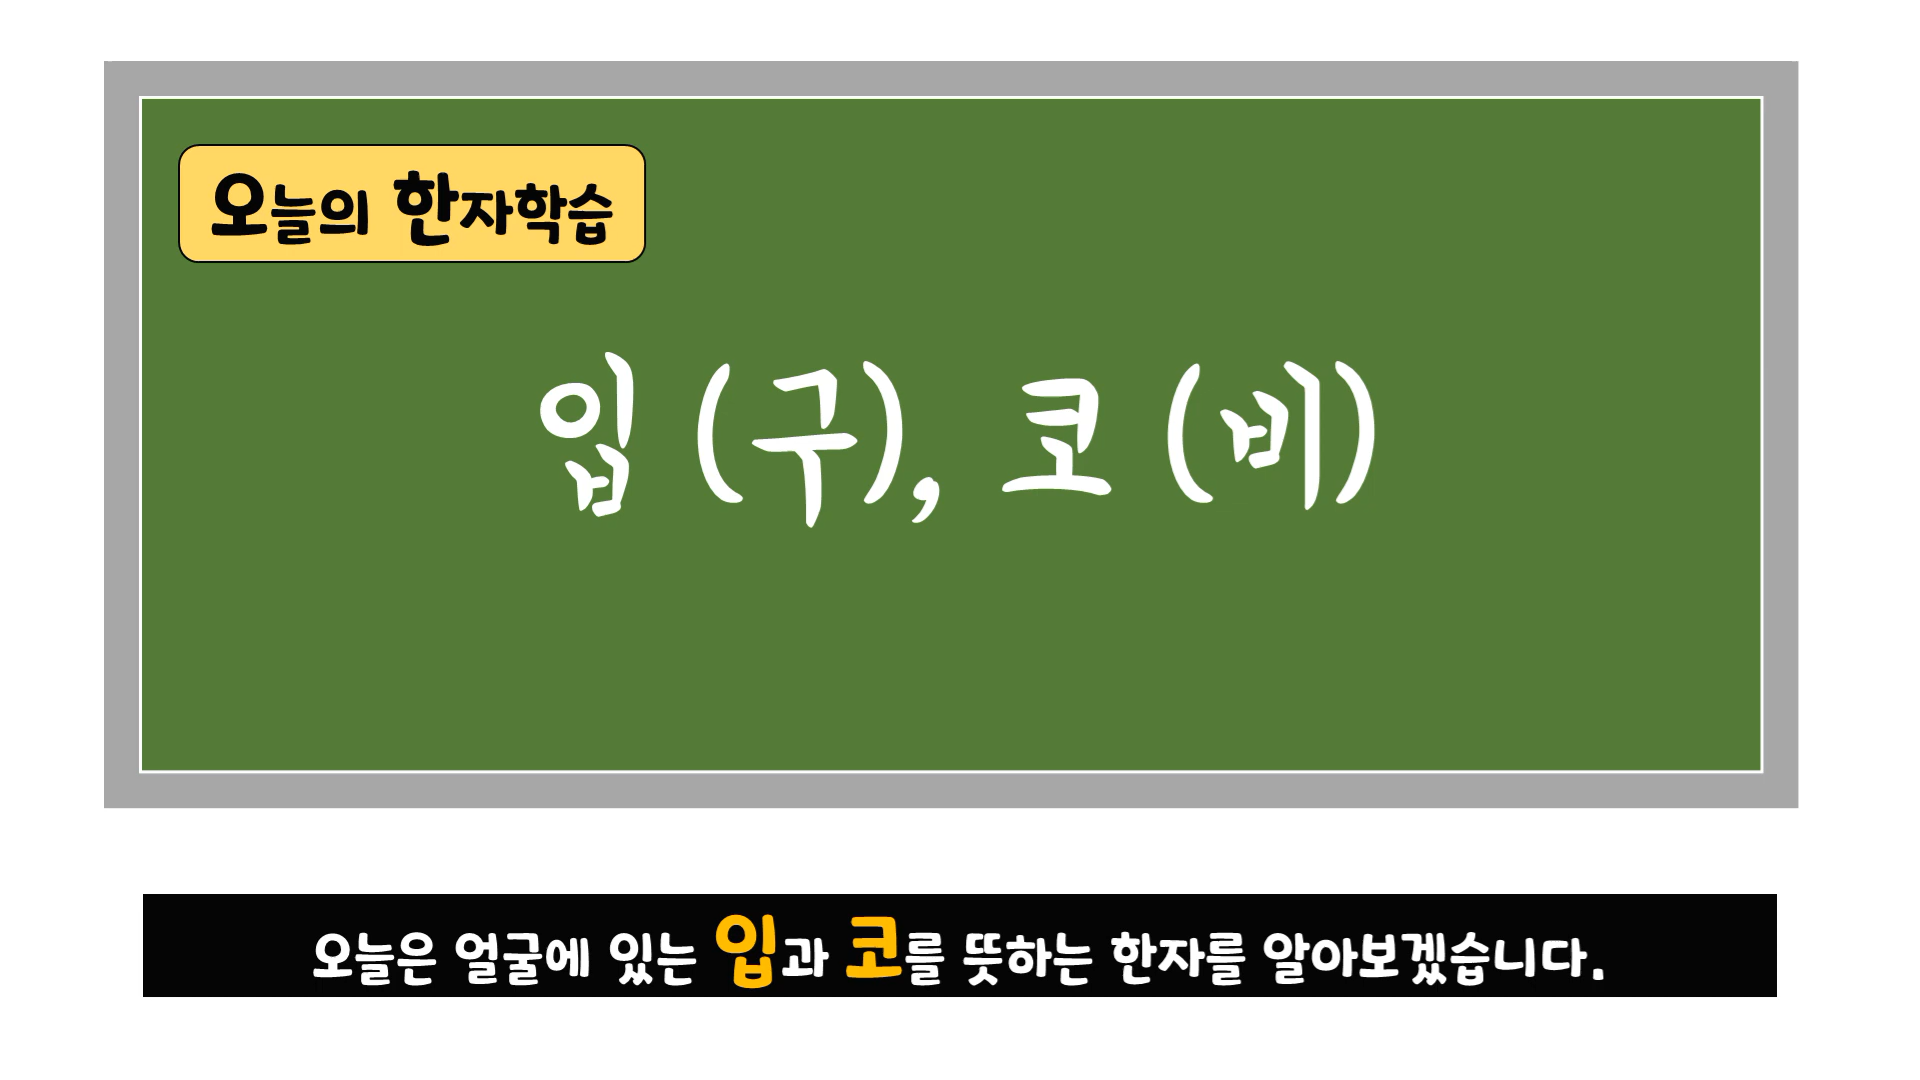 오늘의 한자학습
입 (구), 코 (비)
오늘은 얼굴에 있는 입과 코를 뜻하는 한자를 알아보겠습니다.